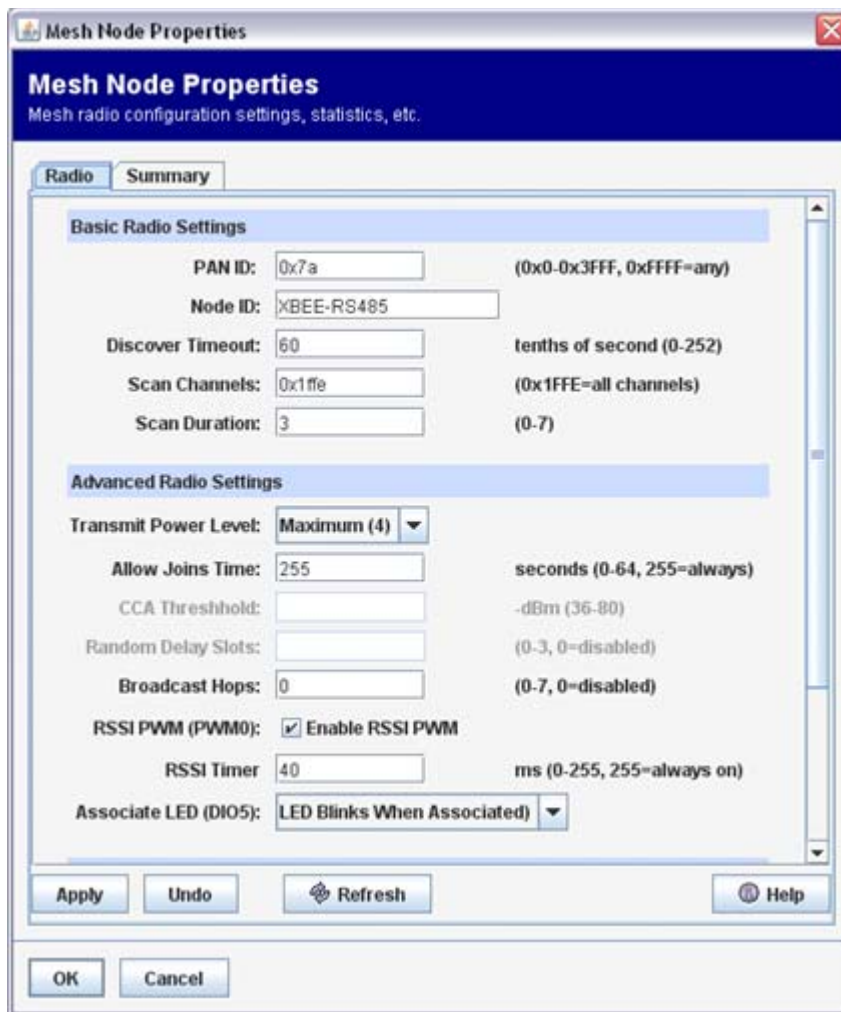 Mesh Node Properties
Mesh Node Properties
Mesh radio configuration settings, statistics, etc.
Radio Summary
Basic Radio Settings
PAN ID: 0x7a (0x0-0x3FFF, 0xFFFF=any)
Node ID: XBEE-RS485
Discover Timeout: 60 tenths of second (0-252)
Scan Channels: 0x1ffe (0x1FFE=all channels)
Scan Duration: 3 (0-7)
Advanced Radio Settings
Transmit Power Level: Maximum (4)
Allow Joins Time: 255 seconds (0-64, 255=always)
CCA Threshhold: -dBm (36-80)
Random Delay Slots: (0-3, 0=disabled)
Broadcast Hops: 0 (0-7, 0=disabled)
RSSI PWM (PWM0): Enable RSSI PWM
RSSI Timer 40 ms (0-255, 255=always on)
Associate LED (DIO5): LED Blinks When Associated)
Apply Undo Refresh Help
OK Cancel